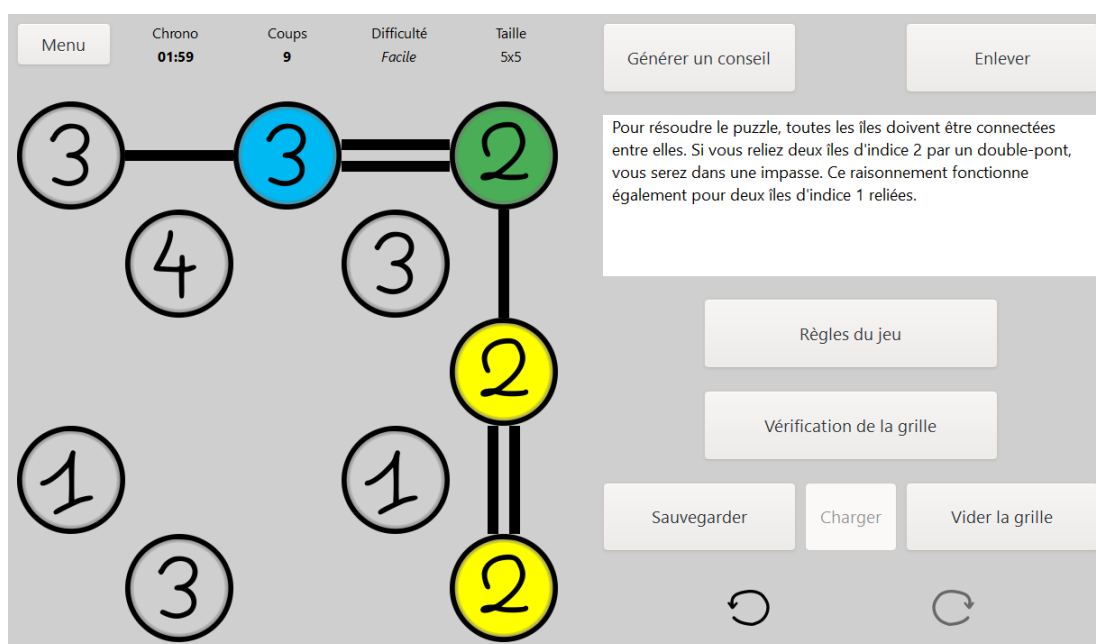 Menu
Chrono
01:59
Coups
9
Difficulté
Facile
Taille
5x5
Générer un conseil
Enlever
Pour résoudre le puzzle, toutes les îles doivent être connectées
entre elles. Si vous reliez deux îles d'indice 2 par un double-pont,
vous serez dans une impasse. Ce raisonnement fonctionne
également pour deux îles d'indice 1 reliées.
3 3 2
4 3
2
1 1
3 2
Règles du jeu
Vérification de la grille
Sauvegarder
Charger
Vider la grille